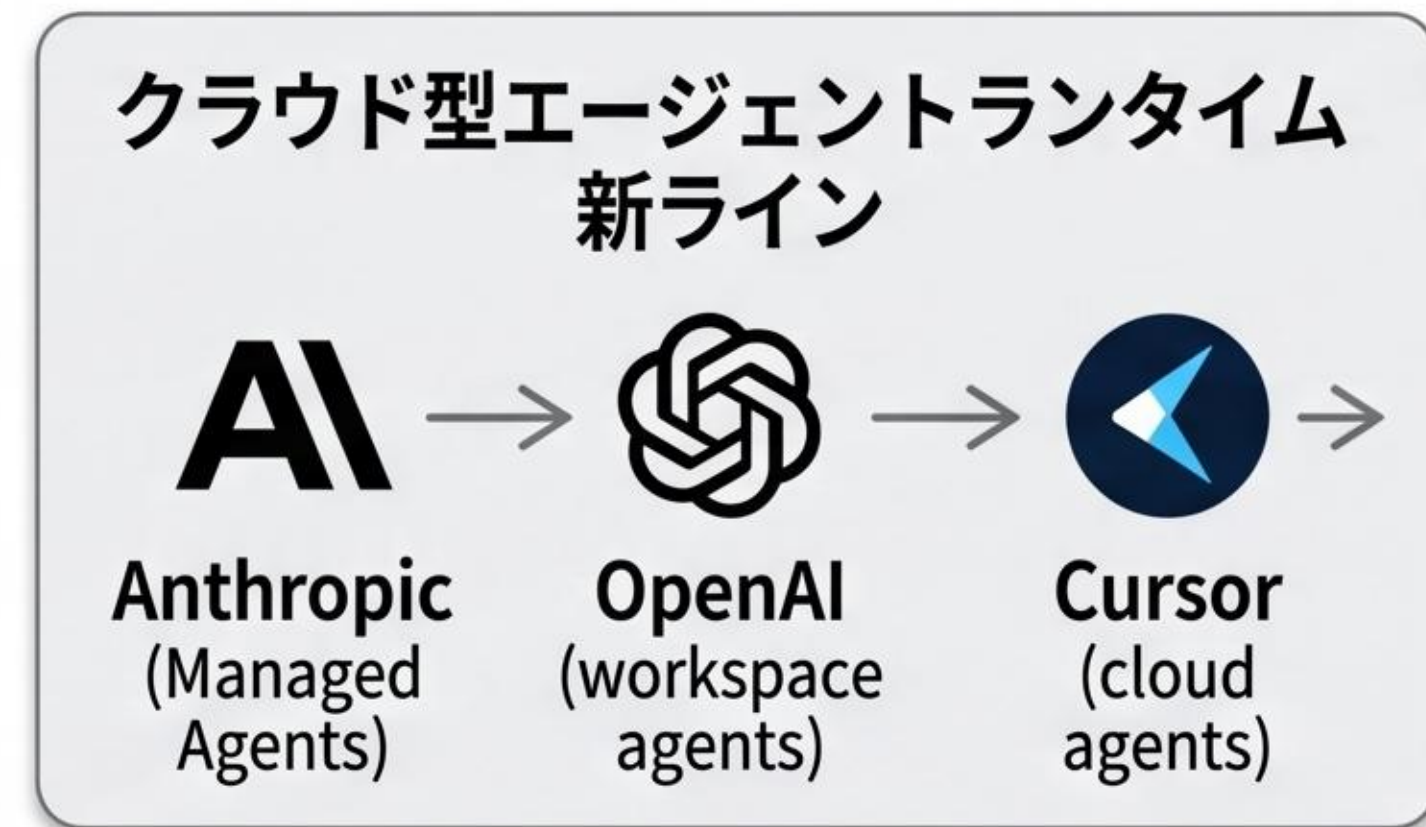 クラウド型エージェントランタイム
新ライン
Anthropic
(Managed
Agents)
OpenAI
(workspace
agents)
Cursor
(cloud
agents)